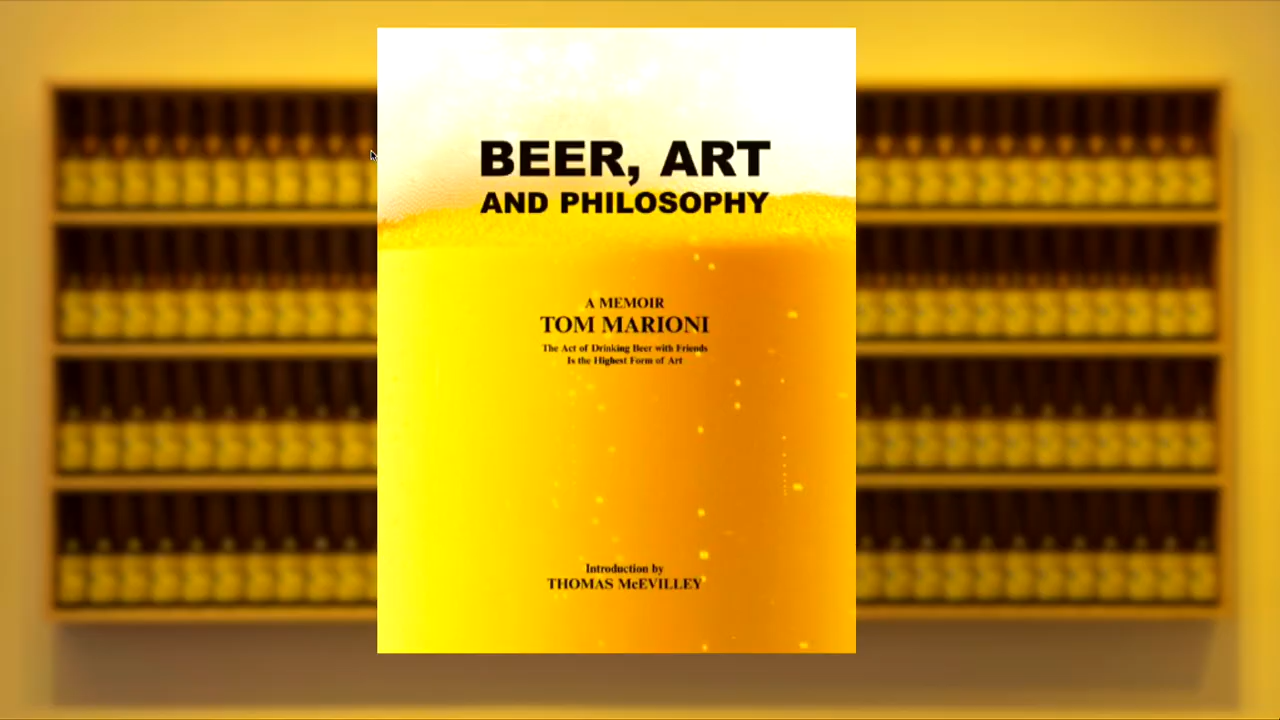 BEER, ART
AND PHILOSOPHY
A MEMOIR
TOM MARIONI
The Act of Drinking Beer with Friends
Is the Highest Form of Art
Introduction by
THOMAS McEVILLEY